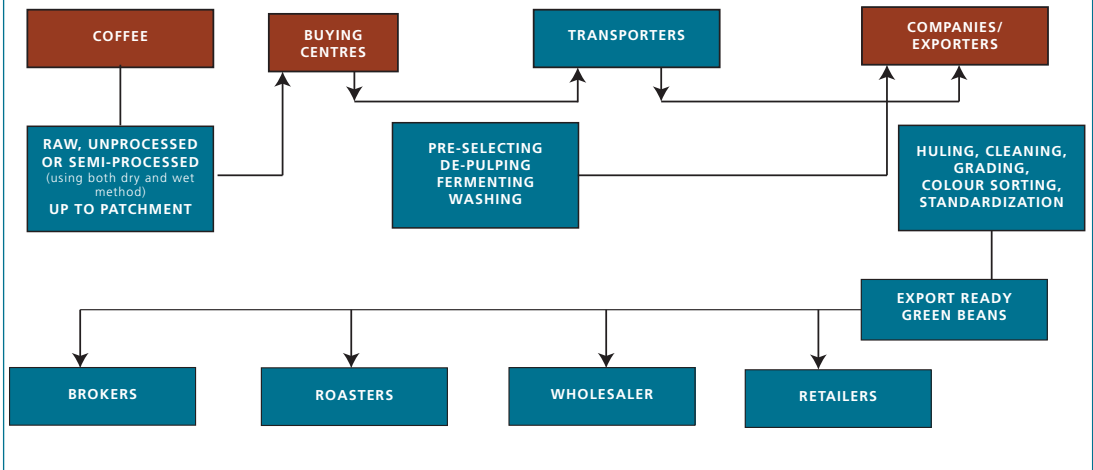 COFFEE
BUYING
CENTRES
TRANSPORTERS
COMPANIES/
EXPORTERS
RAW, UNPROCESSED
OR SEMI-PROCESSED
(using both dry and wet
method)
UP TO PATCHMENT
PRE-SELECTING
DE-PULPING
FERMENTING
WASHING
HULING, CLEANING,
GRADING,
COLOUR SORTING,
STANDARDIZATION
EXPORT READY
GREEN BEANS
BROKERS
ROASTERS
WHOLESALER
RETAILERS